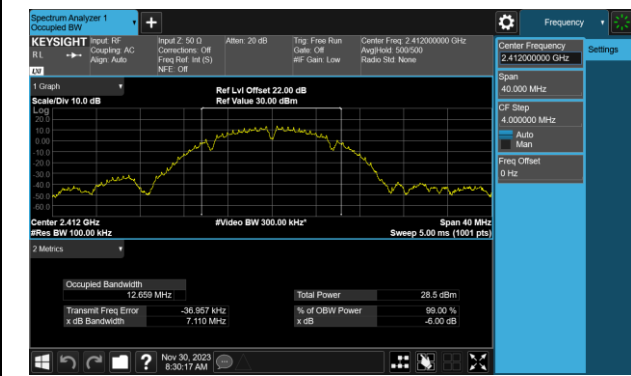 Spectrum Analyzer 1
Occupied BW
Frequency
KEYSIGHT
RL
Input: RF
Coupling: AC
Align: Auto
Input Z: 50 Ω
Corrections: Off
Freq Ref: Int (S)
NFE: Off
Atten: 20 dB
Trig: Free Run
Gate: Off
#IF Gain: Low
Center Freq: 2.412000000 GHz
Avg|Hold: 500/500
Radio Std: None
LXI
Center Frequency
2.412000000 GHz
Settings
Span
40.000 MHz
CF Step
4.000000 MHz
Auto
Man
Freq Offset
0 Hz
1 Graph
Scale/Div 10.0 dB
Ref Lvl Offset 22.00 dB
Ref Value 30.00 dBm
Log
20.0
10.0
0.00
-10.0
-20.0
-30.0
-40.0
-50.0
-60.0
Center 2.412 GHz
#Video BW 300.00 kHz*
Span 40 MHz
#Res BW 100.00 kHz
Sweep 5.00 ms (1001 pts)
2 Metrics
Occupied Bandwidth
12.659 MHz
Total Power 28.5 dBm
Transmit Freq Error -36.957 kHz
% of OBW Power 99.00 %
x dB Bandwidth 7.110 MHz
x dB -6.00 dB
Nov 30, 2023
8:30:17 AM